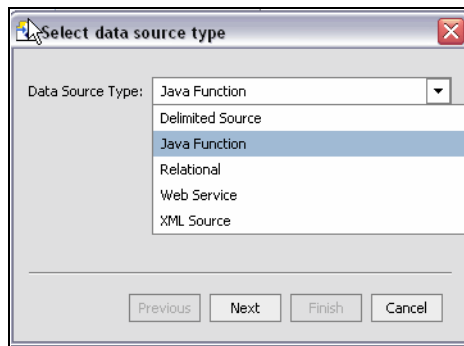 Select data source type
Data Source Type: Java Function
Delimited Source
Java Function
Relational
Web Service
XML Source
Previous Next Finish Cancel